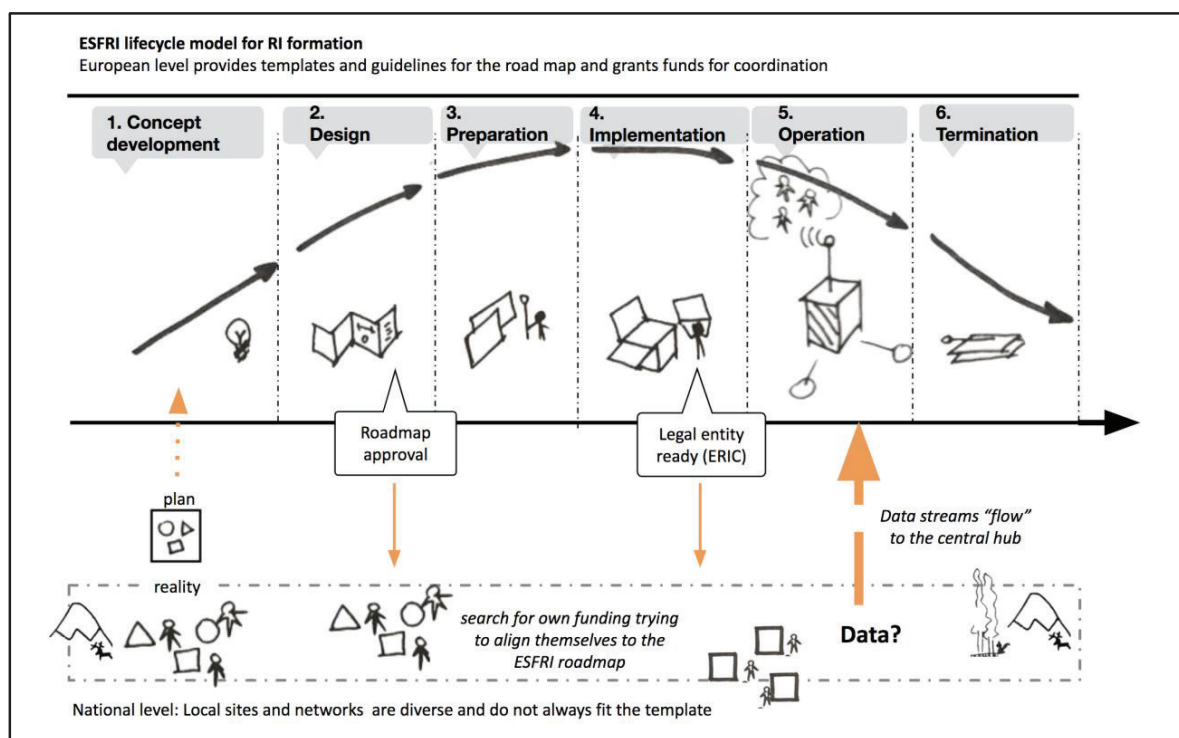 ESFRI lifecycle model for RI formation
European level provides templates and guidelines for the road map and grants funds for coordination
1. Concept
development
2.
Design
3.
Preparation
4.
Implementation
5.
Operation
6.
Termination
Roadmap
approval
Legal entity
ready (ERIC)
plan
reality
Data streams “flow”
to the central hub
search for own funding trying
to align themselves to the
ESFRI roadmap
Data?
National level: Local sites and networks are diverse and do not always fit the template